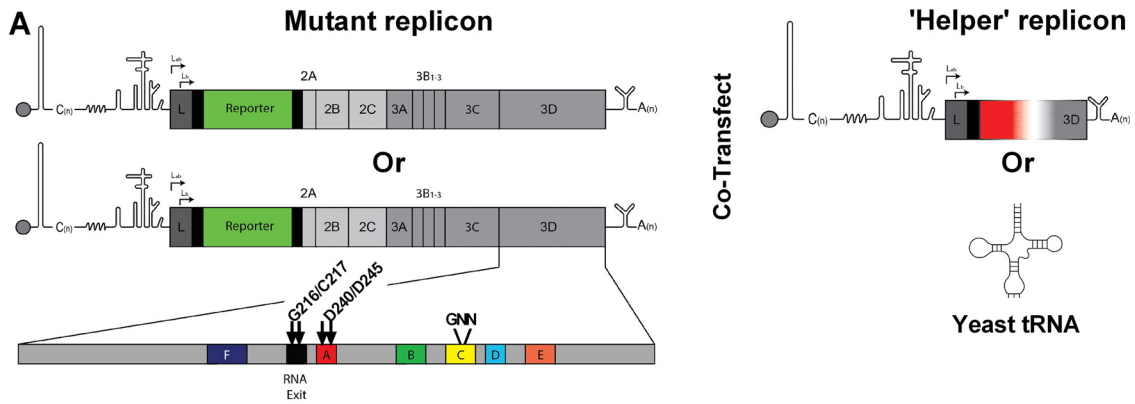 A
Mutant replicon
'Helper' replicon
Co-Transfect
C(n)
Lab
Lb
L
Reporter
2A
2B
2C
3A
3B1-3
3C
3D
A(n)
C(n)
Lab
Lb
L
3D
A(n)
Or
Or
C(n)
Lab
Lb
L
Reporter
2A
2B
2C
3A
3B1-3
3C
3D
A(n)
G216/C217
D240/D245
GNN
F
A
B
C
D
E
RNA
Exit
Yeast tRNA